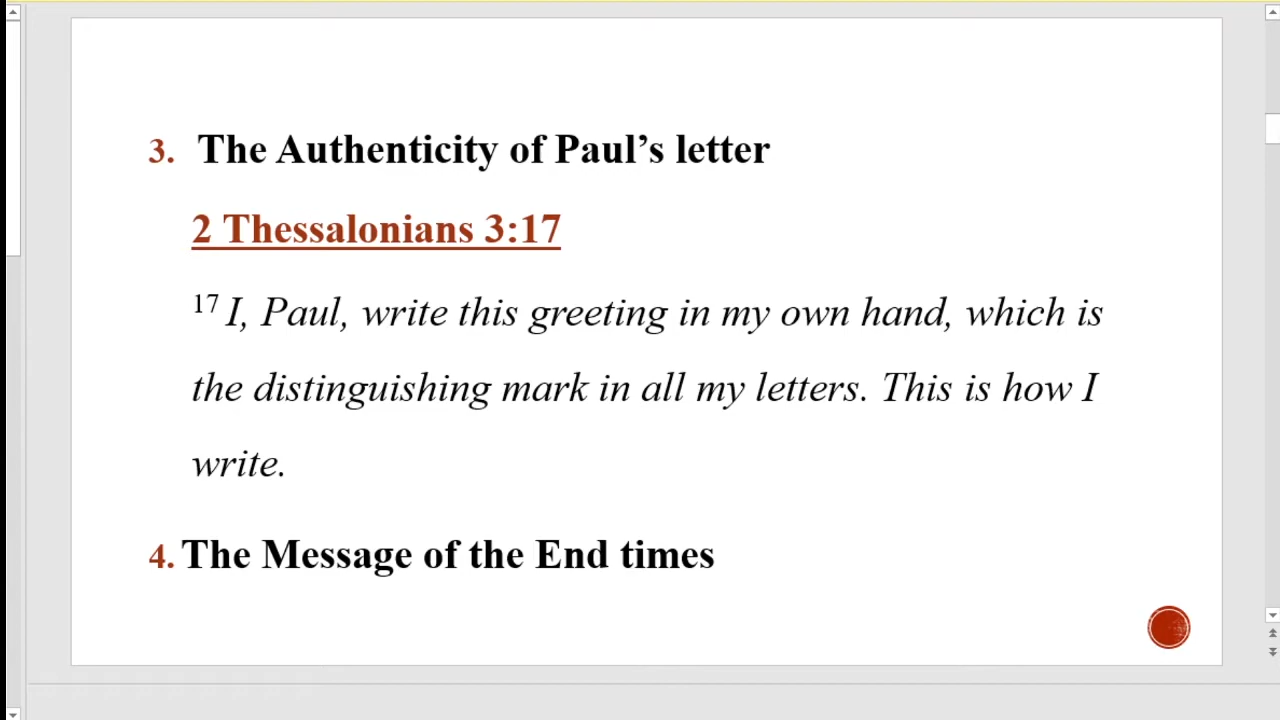 3. The Authenticity of Paul’s letter
2 Thessalonians 3:17
17 I, Paul, write this greeting in my own hand, which is
the distinguishing mark in all my letters. This is how I
write.
4. The Message of the End times